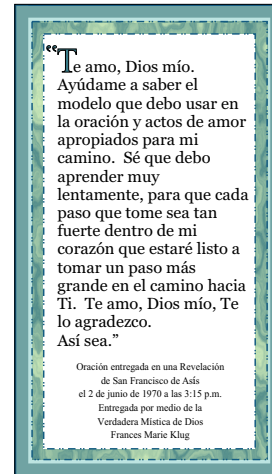 “Te amo, Dios mío.
Ayúdame a saber el
modelo que debo usar en
la oración y actos de amor
apropiados para mi
camino.  Sé que debo
aprender muy
lentamente, para que cada
paso que tome sea tan
fuerte dentro de mi
corazón que estaré listo a
tomar un paso más
grande en el camino hacia
Ti.  Te amo, Dios mío, Te
lo agradezco.
Así sea.”
Oración entregada en una Revelación
de San Francisco de Asís
el 2 de junio de 1970 a las 3:15 p.m.
Entregada por medio de la
Verdadera Mística de Dios
Frances Marie Klug